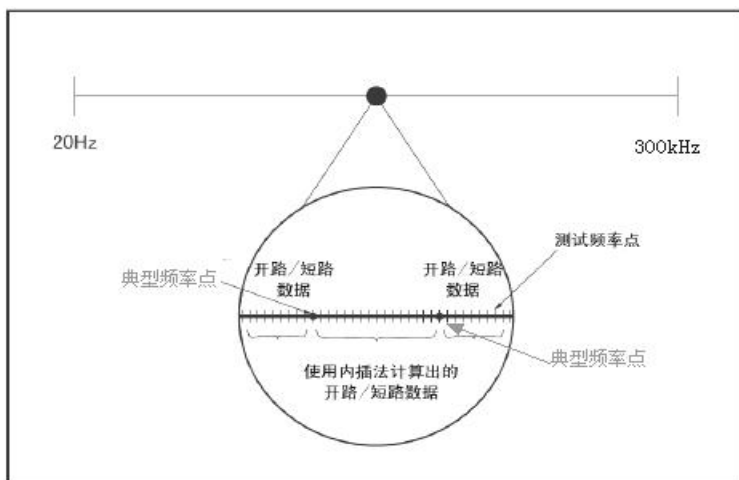 20Hz
300kHz
测试频率点
开路/短路
数据
开路/短路
数据
典型频率点
典型频率点
使用内插法计算出的
开路/短路数据